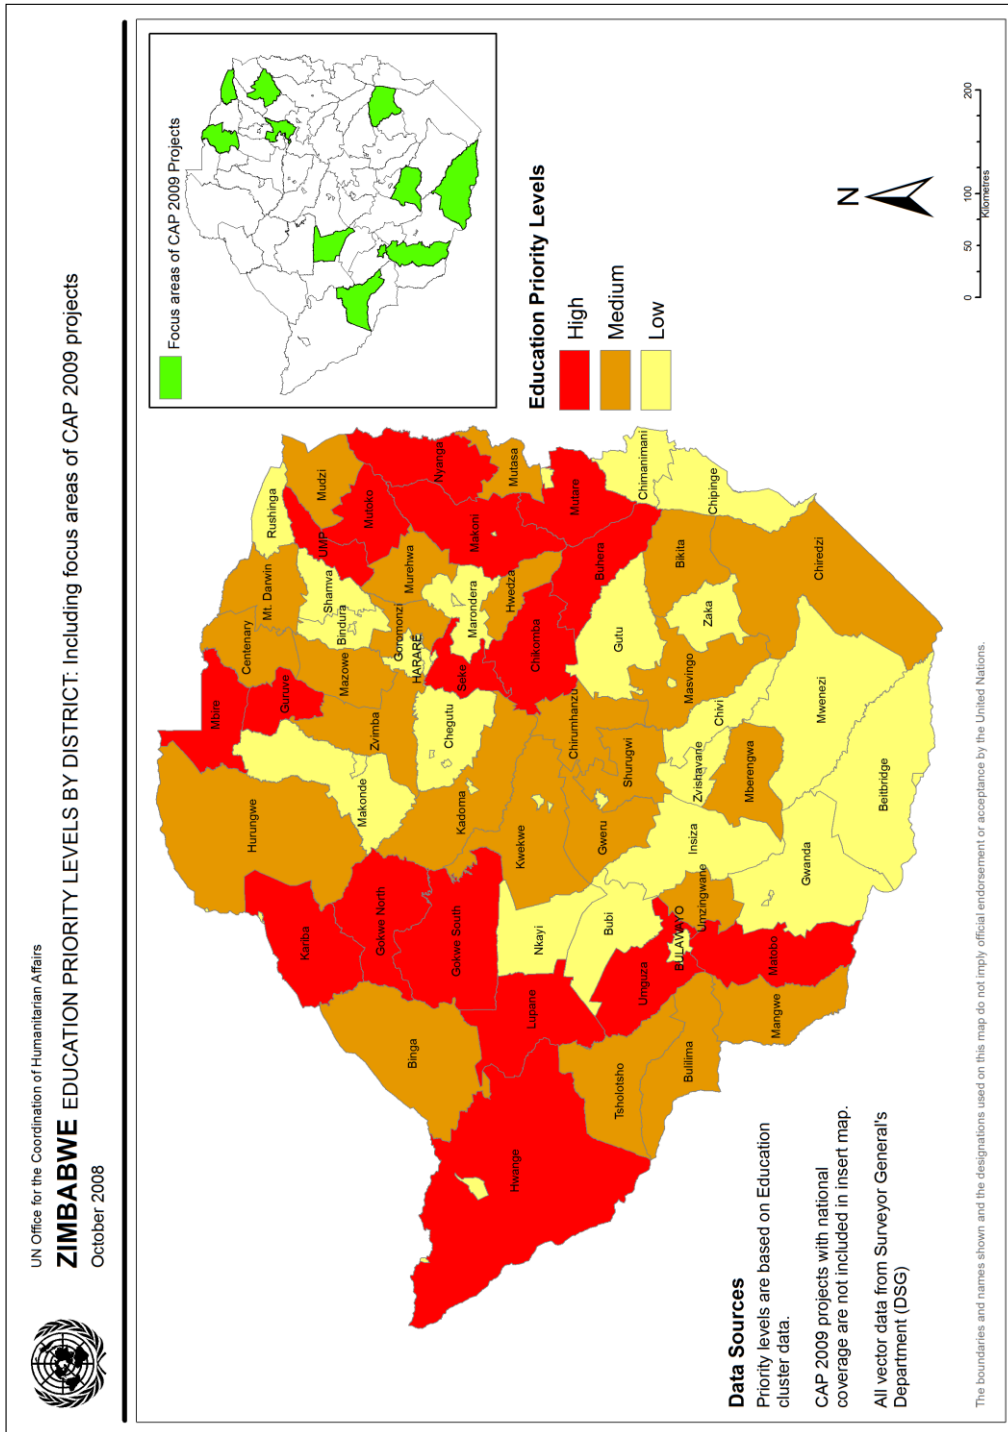 UN Office for the Coordination of Humanitarian Affairs
ZIMBABWE EDUCATION PRIORITY LEVELS BY DISTRICT: Including focus areas of CAP 2009 projects
October 2008
Focus areas of CAP 2009 Projects
Education Priority Levels
High
Medium
Low
N
0 50 100 200
Kilometres
Mbire
Centenary
Mt. Darwin
Rushinga
Guruve
Hurungwe
Mudzi
UMP
Shamva
Bindura
Mazowe
Mutoko
Makonde
Zvimba
Murehwa
Goromonzi
HARARE
Kariba
Nyanga
Gokwe North
Chegutu
Seke
Marondera
Makoni
Mutasa
Kadoma
Hwedza
Binga
Gokwe South
Chikomba
Mutare
Buhera
Kwekwe
Chirumhanzu
Nkayi
Lupane
Hwange
Gweru
Shurugwi
Gutu
Chimanimani
Bubi
Bikita
Chipinge
Umguza
BULAWAYO
Insiza
Zvishavane
Masvingo
Zaka
Tsholotsho
Chivi
Umzingwane
Mberengwa
Bulilima
Chiredzi
Matobo
Mangwe
Gwanda
Mwenezi
Beitbridge
Data Sources
Priority levels are based on Education
cluster data.
CAP 2009 projects with national
coverage are not included in insert map.
All vector data from Surveyor General's
Department (DSG)
The boundaries and names shown and the designations used on this map do not imply official endorsement or acceptance by the United Nations.